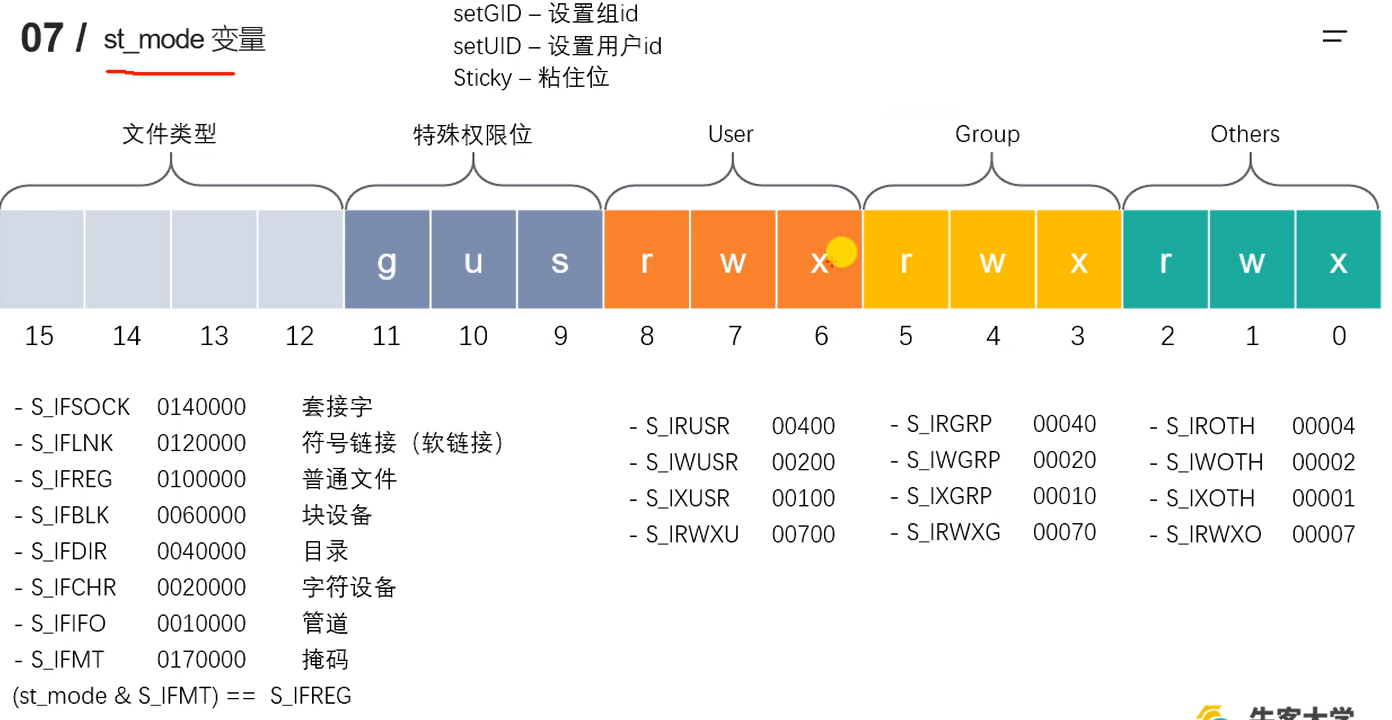 07 / st_mode 变量
setGID – 设置组id
setUID – 设置用户id
Sticky – 粘住位
文件类型 特殊权限位 User Group Others
g u s r w x r w x r w x
15 14 13 12 11 10 9 8 7 6 5 4 3 2 1 0
- S_IFSOCK 0140000 套接字
- S_IFLNK 0120000 符号链接（软链接）
- S_IFREG 0100000 普通文件
- S_IFBLK 0060000 块设备
- S_IFDIR 0040000 目录
- S_IFCHR 0020000 字符设备
- S_IFIFO 0010000 管道
- S_IFMT 0170000 掩码
(st_mode & S_IFMT) == S_IFREG
- S_IRUSR 00400
- S_IWUSR 00200
- S_IXUSR 00100
- S_IRWXU 00700
- S_IRGRP 00040
- S_IWGRP 00020
- S_IXGRP 00010
- S_IRWXG 00070
- S_IROTH 00004
- S_IWOTH 00002
- S_IXOTH 00001
- S_IRWXO 00007
牛客大学